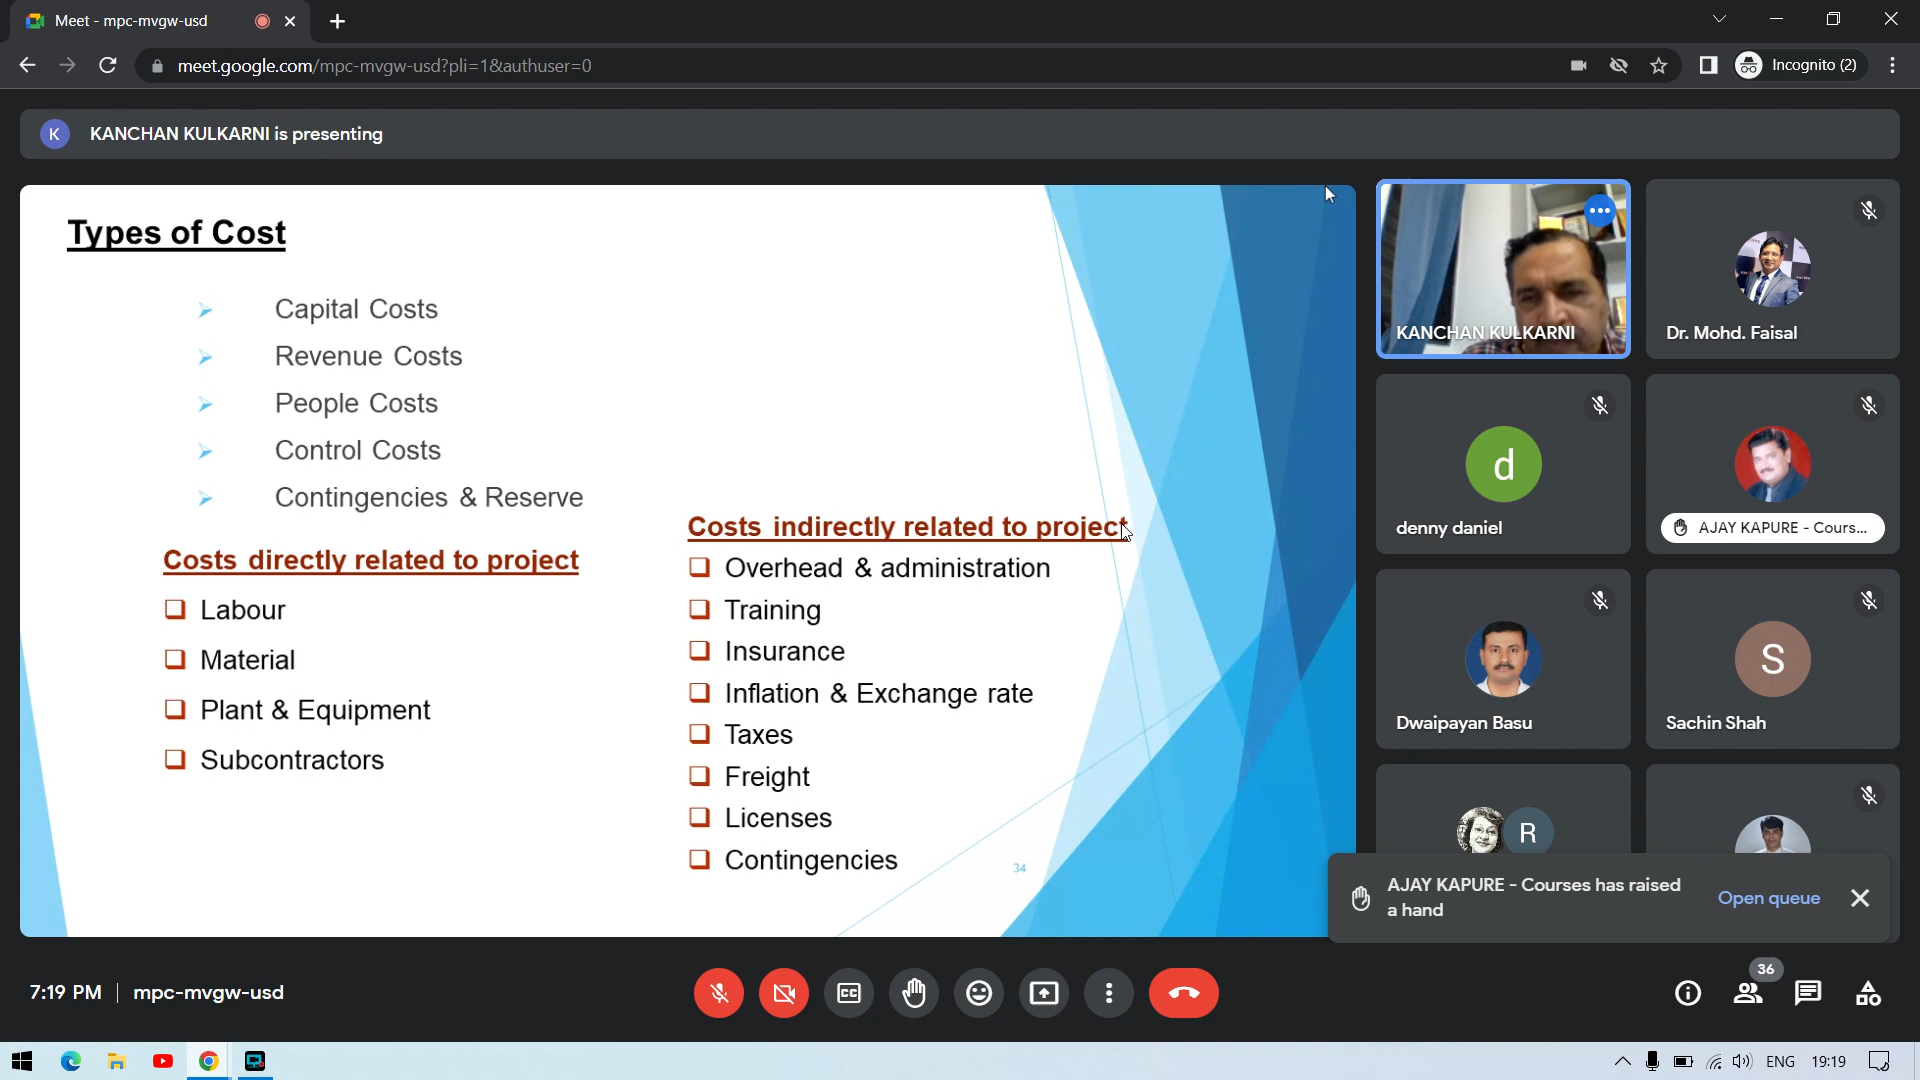 Meet - mpc-mvgw-usd
meet.google.com/mpc-mvgw-usd?pli=1&authuser=0
Incognito (2)
K
KANCHAN KULKARNI is presenting
Types of Cost
Capital Costs
Revenue Costs
People Costs
Control Costs
Contingencies & Reserve
Costs directly related to project
Labour
Material
Plant & Equipment
Subcontractors
Costs indirectly related to project
Overhead & administration
Training
Insurance
Inflation & Exchange rate
Taxes
Freight
Licenses
Contingencies
34
KANCHAN KULKARNI
Dr. Mohd. Faisal
d
denny daniel
AJAY KAPURE - Cours...
Dwaipayan Basu
S
Sachin Shah
R
AJAY KAPURE - Courses has raised
a hand
Open queue
7:19 PM | mpc-mvgw-usd
CC
36
ENG
19:19